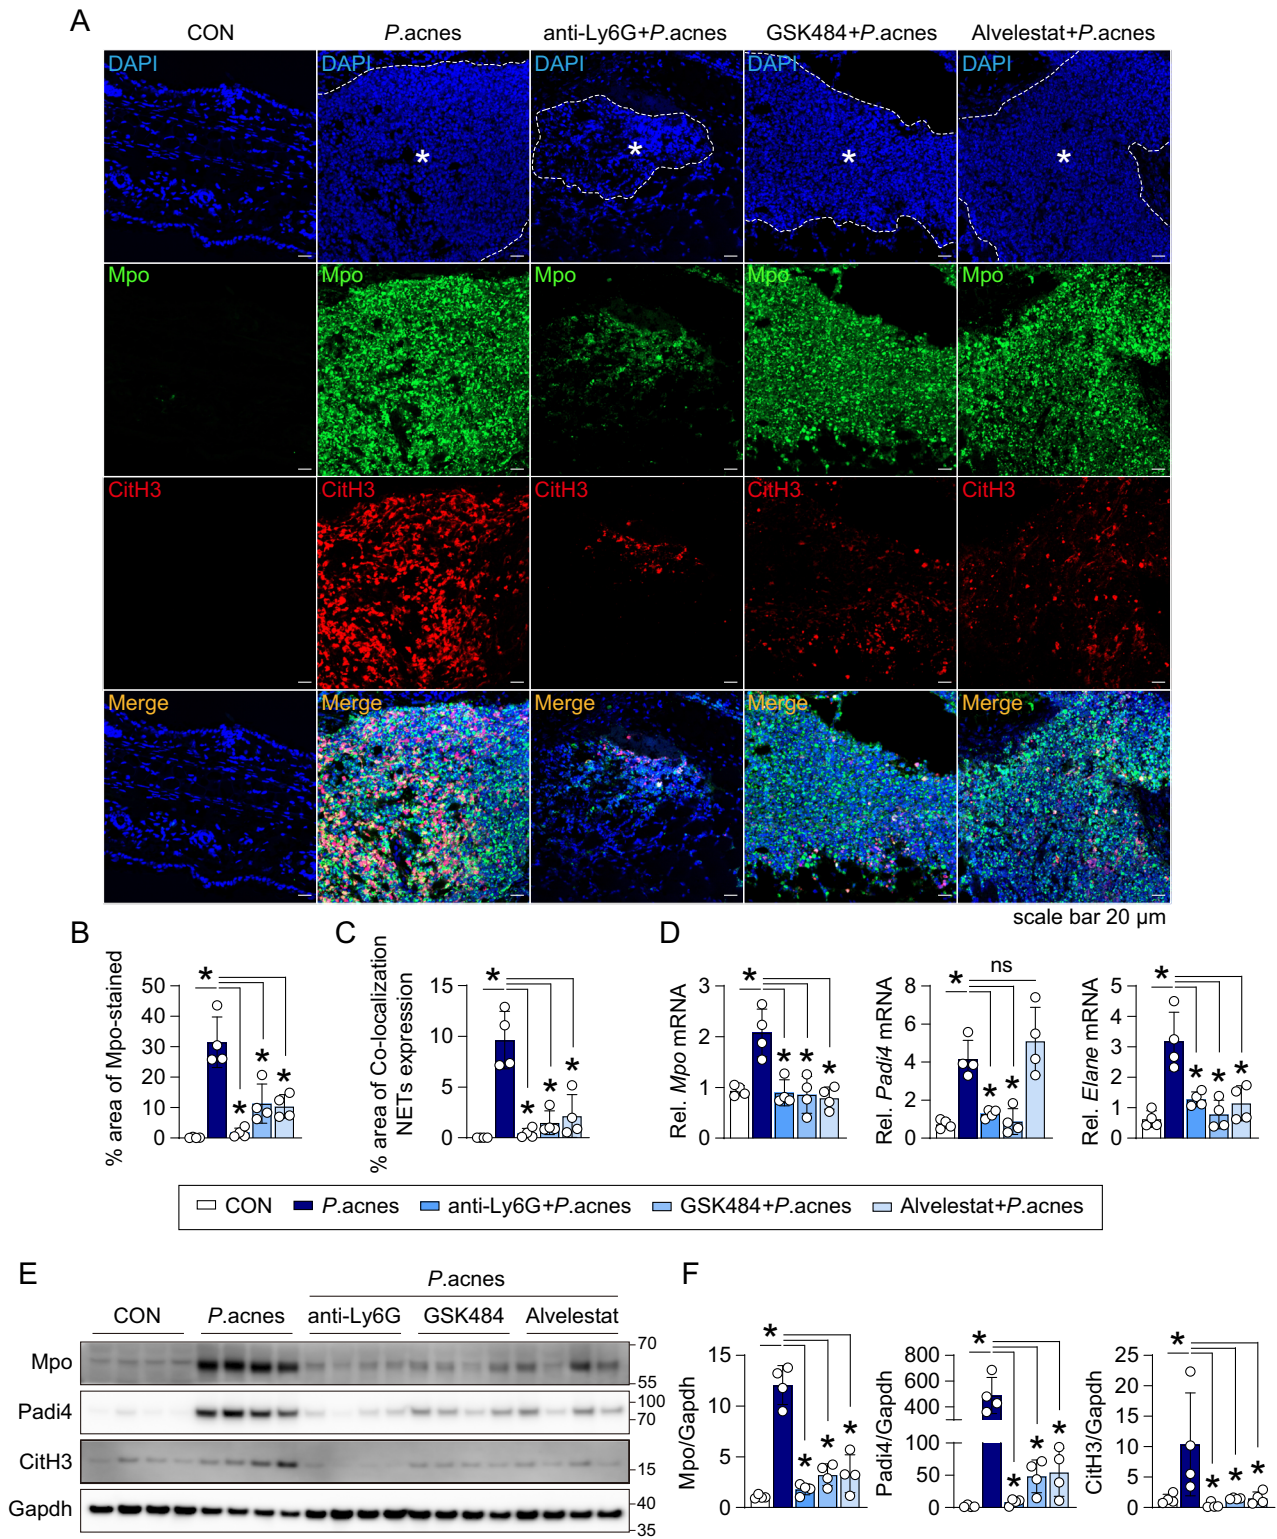 A
CON P.acnes anti-Ly6G+P.acnes GSK484+P.acnes Alvelestat+P.acnes
DAPI DAPI DAPI DAPI DAPI
* * * *
Mpo Mpo Mpo Mpo Mpo
CitH3 CitH3 CitH3 CitH3 CitH3
Merge Merge Merge Merge Merge
scale bar 20 μm
B
% area of Mpo-stained
50
40
30
20
10
0
* * * *
C
% area of Co-localization
NETs expression
15
10
5
0
* * * *
D
Rel. Mpo mRNA
3
2
1
0
* * * *
Rel. Padi4 mRNA
8
6
4
2
0
* ns * *
Rel. Elane mRNA
5
4
3
2
1
0
* * * *
CON P.acnes anti-Ly6G+P.acnes GSK484+P.acnes Alvelestat+P.acnes
E
P.acnes
CON P.acnes anti-Ly6G GSK484 Alvelestat
Mpo 70
55
Padi4 100
70
CitH3 15
Gapdh 40
35
F
Mpo/Gapdh
15
10
5
0
* * * *
Padi4/Gapdh
800
600
400
100
50
0
* * * *
CitH3/Gapdh
25
20
15
10
5
0
* * * *